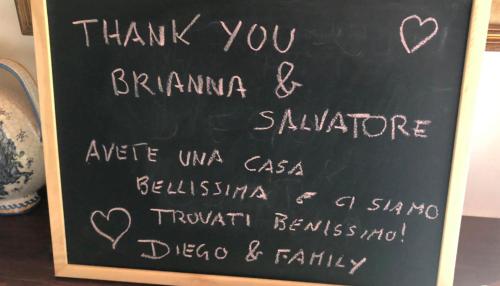 THANK YOU
BRIANNA &
SALVATORE
AVETE UNA CASA
BELLISSIMA E CI SIAMO
TROVATI BENISSIMO!
DIEGO & FAMILY